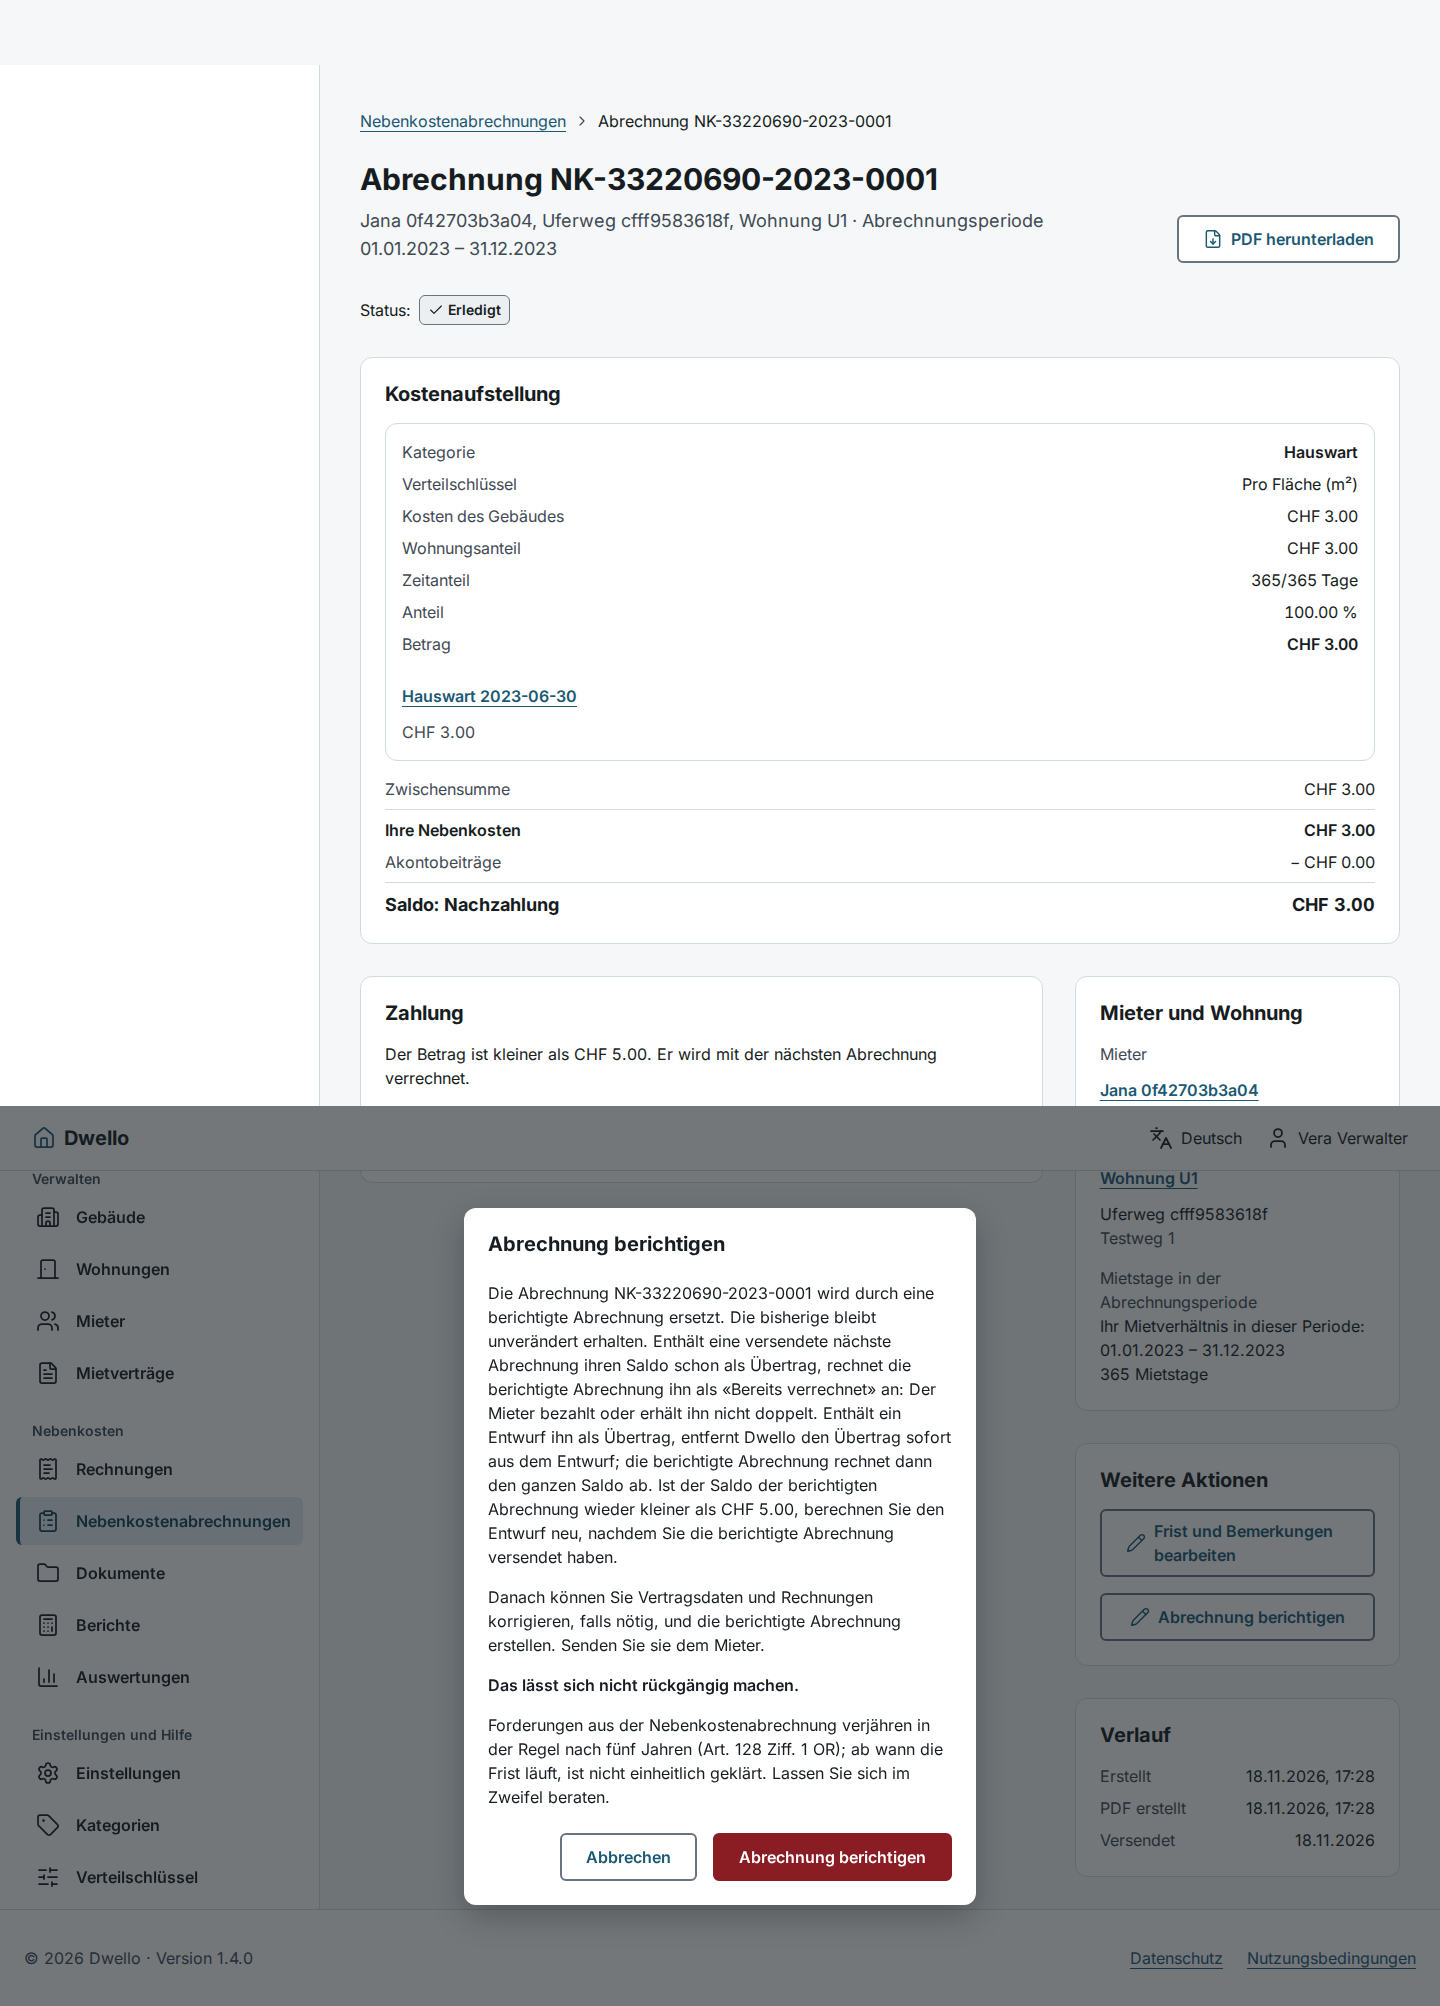 Nebenkostenabrechnungen > Abrechnung NK-33220690-2023-0001
Abrechnung NK-33220690-2023-0001
Jana 0f42703b3a04, Uferweg cfff9583618f, Wohnung U1 · Abrechnungsperiode
01.01.2023 – 31.12.2023
PDF herunterladen
Status: Erledigt
Kostenaufstellung
Kategorie Hauswart
Verteilschlüssel Pro Fläche (m²)
Kosten des Gebäudes CHF 3.00
Wohnungsanteil CHF 3.00
Zeitanteil 365/365 Tage
Anteil 100.00 %
Betrag CHF 3.00
Hauswart 2023-06-30
CHF 3.00
Zwischensumme CHF 3.00
Ihre Nebenkosten CHF 3.00
Akontobeiträge – CHF 0.00
Saldo: Nachzahlung CHF 3.00
Zahlung
Der Betrag ist kleiner als CHF 5.00. Er wird mit der nächsten Abrechnung
verrechnet.
Mieter und Wohnung
Mieter
Jana 0f42703b3a04
Dwello
Deutsch
Vera Verwalter
Verwalten
Gebäude
Wohnungen
Mieter
Mietverträge
Nebenkosten
Rechnungen
Nebenkostenabrechnungen
Dokumente
Berichte
Auswertungen
Einstellungen und Hilfe
Einstellungen
Kategorien
Verteilschlüssel
Abrechnung berichtigen
Die Abrechnung NK-33220690-2023-0001 wird durch eine
berichtigte Abrechnung ersetzt. Die bisherige bleibt
unverändert erhalten. Enthält eine versendete nächste
Abrechnung ihren Saldo schon als Übertrag, rechnet die
berichtigte Abrechnung ihn als «Bereits verrechnet» an: Der
Mieter bezahlt oder erhält ihn nicht doppelt. Enthält ein
Entwurf ihn als Übertrag, entfernt Dwello den Übertrag sofort
aus dem Entwurf; die berichtigte Abrechnung rechnet dann
den ganzen Saldo ab. Ist der Saldo der berichtigten
Abrechnung wieder kleiner als CHF 5.00, berechnen Sie den
Entwurf neu, nachdem Sie die berichtigte Abrechnung
versendet haben.
Danach können Sie Vertragsdaten und Rechnungen
korrigieren, falls nötig, und die berichtigte Abrechnung
erstellen. Senden Sie sie dem Mieter.
Das lässt sich nicht rückgängig machen.
Forderungen aus der Nebenkostenabrechnung verjähren in
der Regel nach fünf Jahren (Art. 128 Ziff. 1 OR); ab wann die
Frist läuft, ist nicht einheitlich geklärt. Lassen Sie sich im
Zweifel beraten.
Abbrechen
Abrechnung berichtigen
Wohnung U1
Uferweg cfff9583618f
Testweg 1
Mietstage in der
Abrechnungsperiode
Ihr Mietverhältnis in dieser Periode:
01.01.2023 – 31.12.2023
365 Mietstage
Weitere Aktionen
Frist und Bemerkungen
bearbeiten
Abrechnung berichtigen
Verlauf
Erstellt 18.11.2026, 17:28
PDF erstellt 18.11.2026, 17:28
Versendet 18.11.2026
© 2026 Dwello · Version 1.4.0
Datenschutz
Nutzungsbedingungen